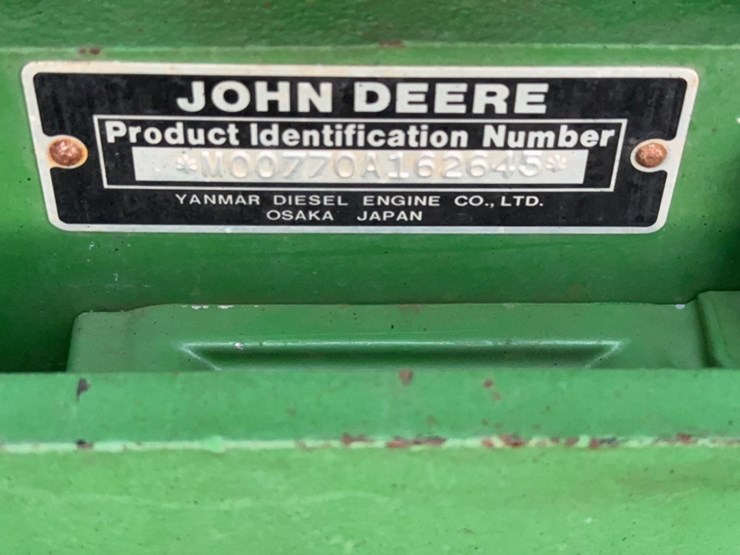 JOHN DEERE
Product Identification Number
*M00770A162645*
YANMAR DIESEL ENGINE CO., LTD.
OSAKA JAPAN